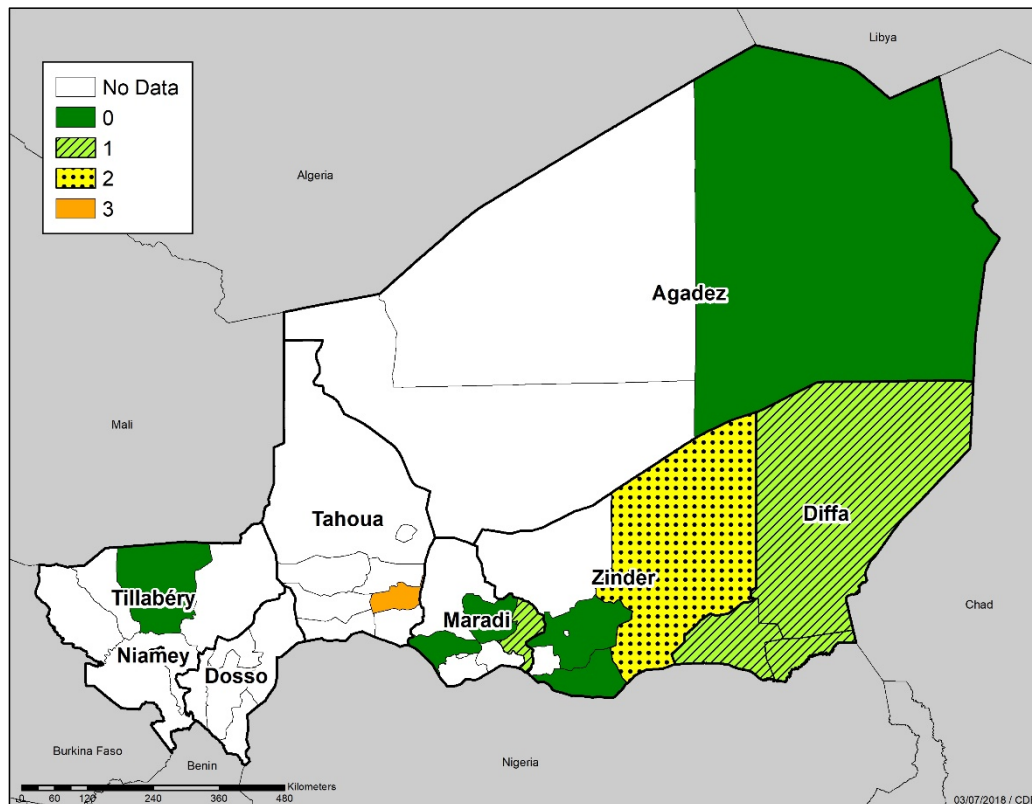 Libya
No Data
0
1
2
3
Algeria
Agadez
Mali
Tahoua
Diffa
Zinder
Tillabéry
Maradi
Chad
Niamey
Dosso
Burkina Faso
Benin
Nigeria
Kilometers
0 60 120 240 360 480
03/07/2018 / CD